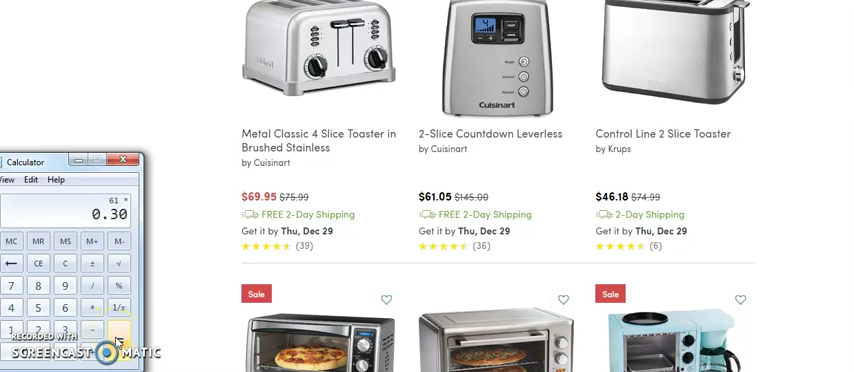 Cuisinart
Metal Classic 4 Slice Toaster in
Brushed Stainless
by Cuisinart
$69.95 $75.99
FREE 2-Day Shipping
Get it by Thu, Dec 29
(39)
2-Slice Countdown Leverless
by Cuisinart
$61.05 $145.00
FREE 2-Day Shipping
Get it by Thu, Dec 29
(36)
Control Line 2 Slice Toaster
by Krups
$46.18 $74.99
2-Day Shipping
Get it by Thu, Dec 29
(6)
Sale
Sale
Calculator
View Edit Help
61 *
0.30
MC MR MS M+ M-
← CE C ± √
7 8 9 / %
4 5 6 * 1/x
1 2 3 -
RECORDED WITH
SCREENCAST MATIC